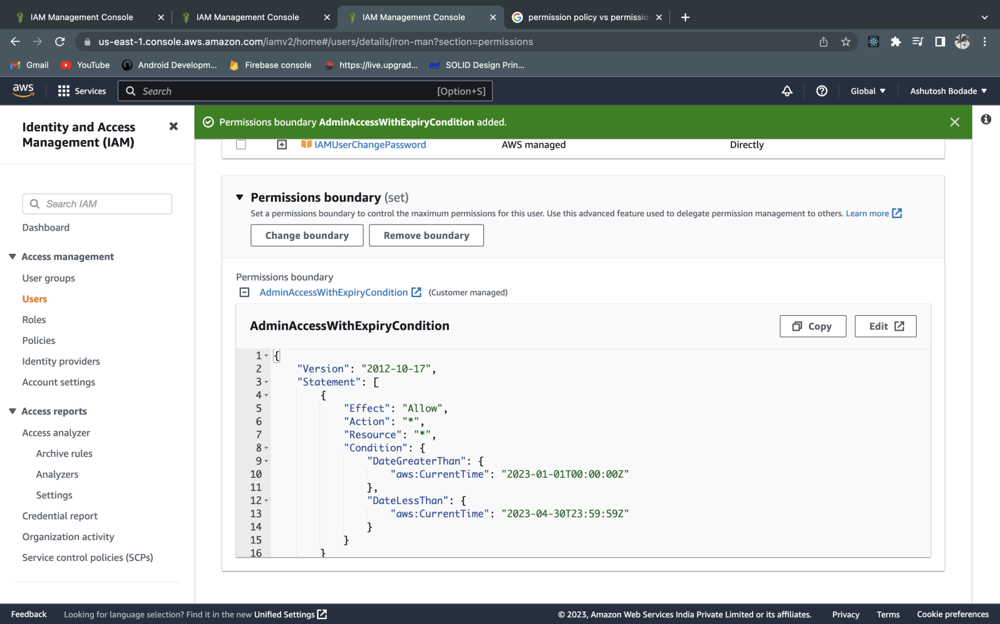 IAM Management Console
IAM Management Console
IAM Management Console
permission policy vs permissio
us-east-1.console.aws.amazon.com/iamv2/home#/users/details/iron-man?section=permissions
Gmail
YouTube
Android Developm...
Firebase console
https://live.upgrad...
SOLID Design Prin...
aws
Services
Search
[Option+S]
Global
Ashutosh Bodade
Identity and Access
Management (IAM)
Search IAM
Dashboard
Access management
User groups
Users
Roles
Policies
Identity providers
Account settings
Access reports
Access analyzer
Archive rules
Analyzers
Settings
Credential report
Organization activity
Service control policies (SCPs)
Permissions boundary AdminAccessWithExpiryCondition added.
IAMUserChangePassword
AWS managed
Directly
Permissions boundary (set)
Set a permissions boundary to control the maximum permissions for this user. Use this advanced feature used to delegate permission management to others. Learn more
Change boundary
Remove boundary
Permissions boundary
AdminAccessWithExpiryCondition (Customer managed)
AdminAccessWithExpiryCondition
Copy
Edit
1 {
2 "Version": "2012-10-17",
3 "Statement": [
4 {
5 "Effect": "Allow",
6 "Action": "*",
7 "Resource": "*",
8 "Condition": {
9 "DateGreaterThan": {
10 "aws:CurrentTime": "2023-01-01T00:00:00Z"
11 },
12 "DateLessThan": {
13 "aws:CurrentTime": "2023-04-30T23:59:59Z"
14 }
15 }
16 }
Feedback
Looking for language selection? Find it in the new Unified Settings
© 2023, Amazon Web Services India Private Limited or its affiliates.
Privacy
Terms
Cookie preferences